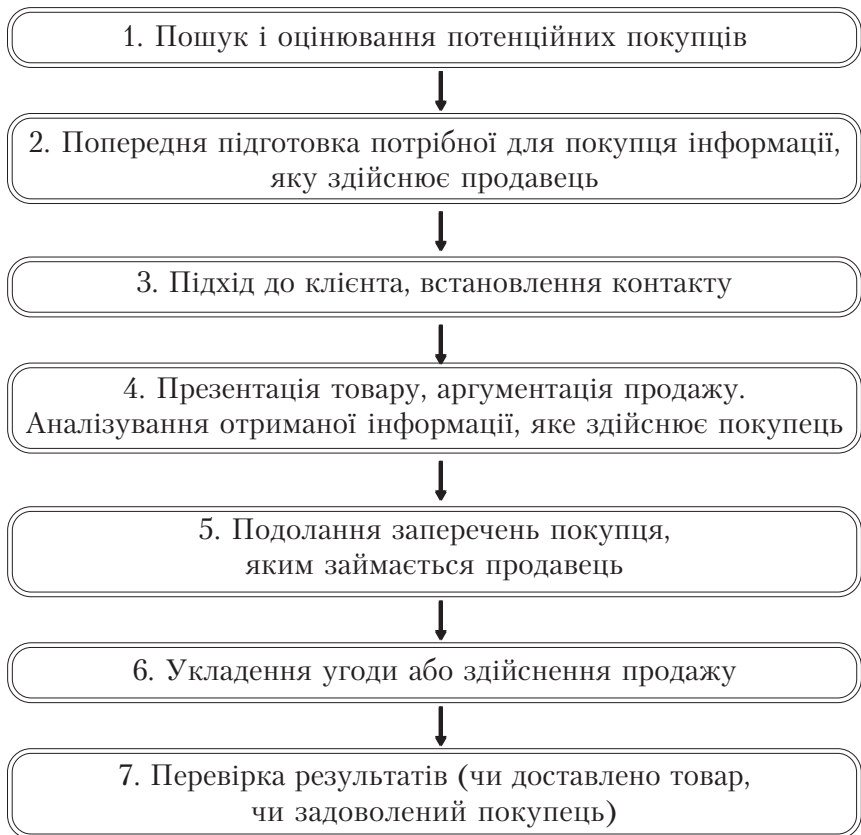 1. Пошук і оцінювання потенційних покупців
2. Попередня підготовка потрібної для покупця інформації,
яку здійснює продавець
3. Підхід до клієнта, встановлення контакту
4. Презентація товару, аргументація продажу.
Аналізування отриманої інформації, яке здійснює покупець
5. Подолання заперечень покупця,
яким займається продавець
6. Укладення угоди або здійснення продажу
7. Перевірка результатів (чи доставлено товар,
чи задоволений покупець)